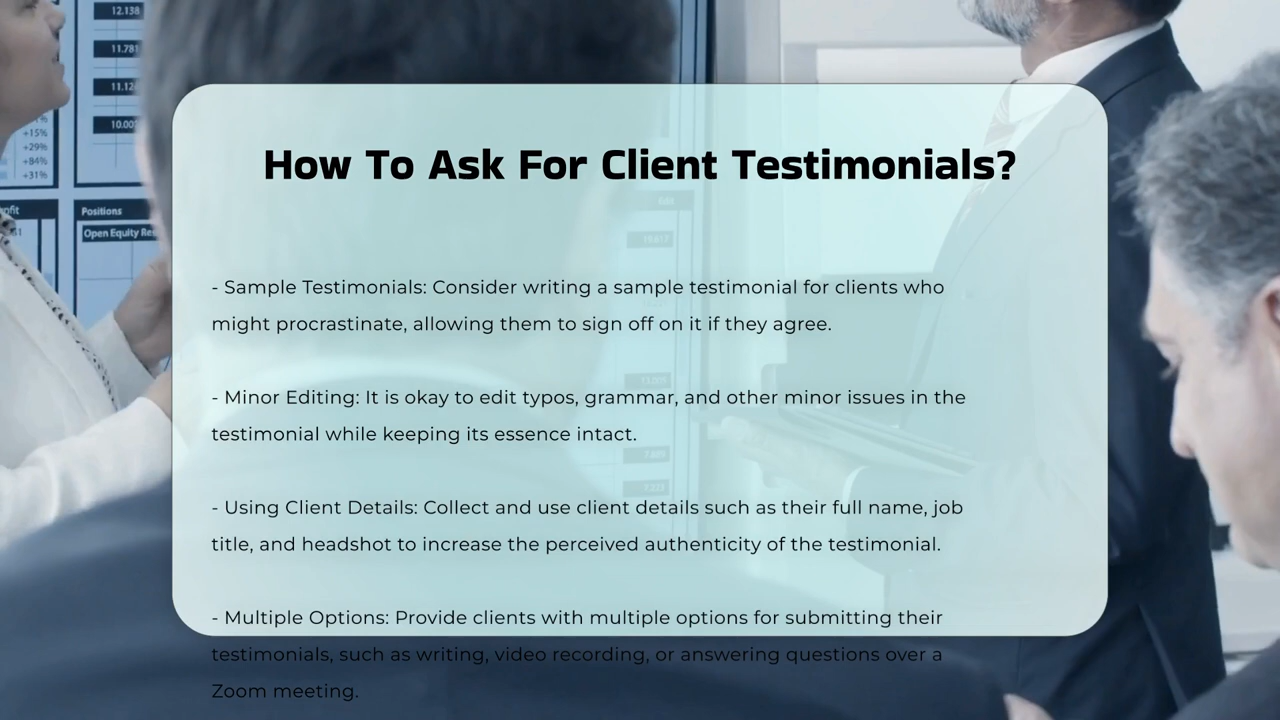 12.138
11.781
10.00
+15%
+29%
+84%
+31%
Positions
Open Equity
How To Ask For Client Testimonials?
- Sample Testimonials: Consider writing a sample testimonial for clients who
might procrastinate, allowing them to sign off on it if they agree.
- Minor Editing: It is okay to edit typos, grammar, and other minor issues in the
testimonial while keeping its essence intact.
- Using Client Details: Collect and use client details such as their full name, job
title, and headshot to increase the perceived authenticity of the testimonial.
- Multiple Options: Provide clients with multiple options for submitting their
testimonials, such as writing, video recording, or answering questions over a
Zoom meeting.